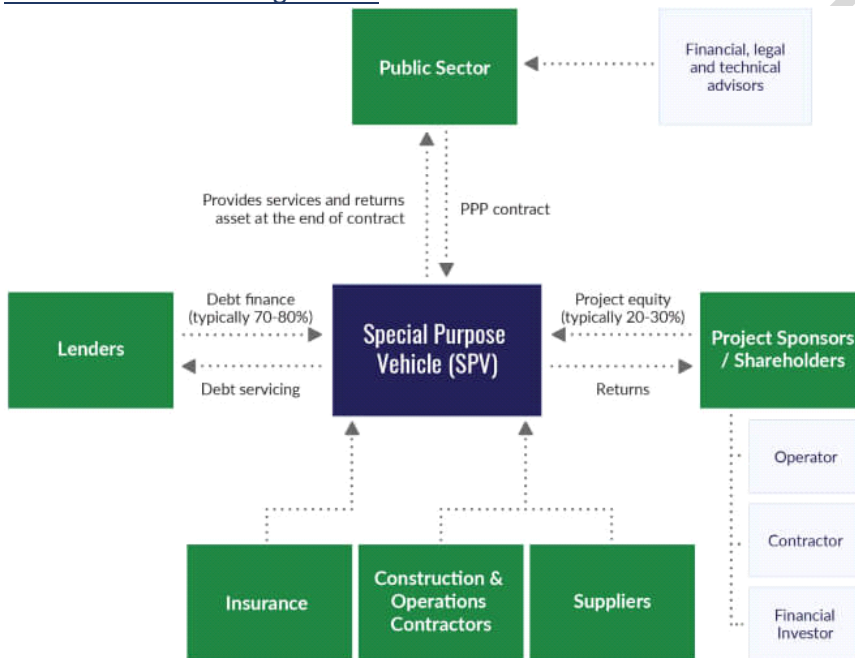 Public Sector
Financial, legal
and technical
advisors
Provides services and returns
asset at the end of contract
PPP contract
Lenders
Debt finance
(typically 70-80%)
Debt servicing
Special Purpose
Vehicle (SPV)
Project equity
(typically 20-30%)
Returns
Project Sponsors
/ Shareholders
Operator
Contractor
Financial
Investor
Insurance
Construction &
Operations
Contractors
Suppliers